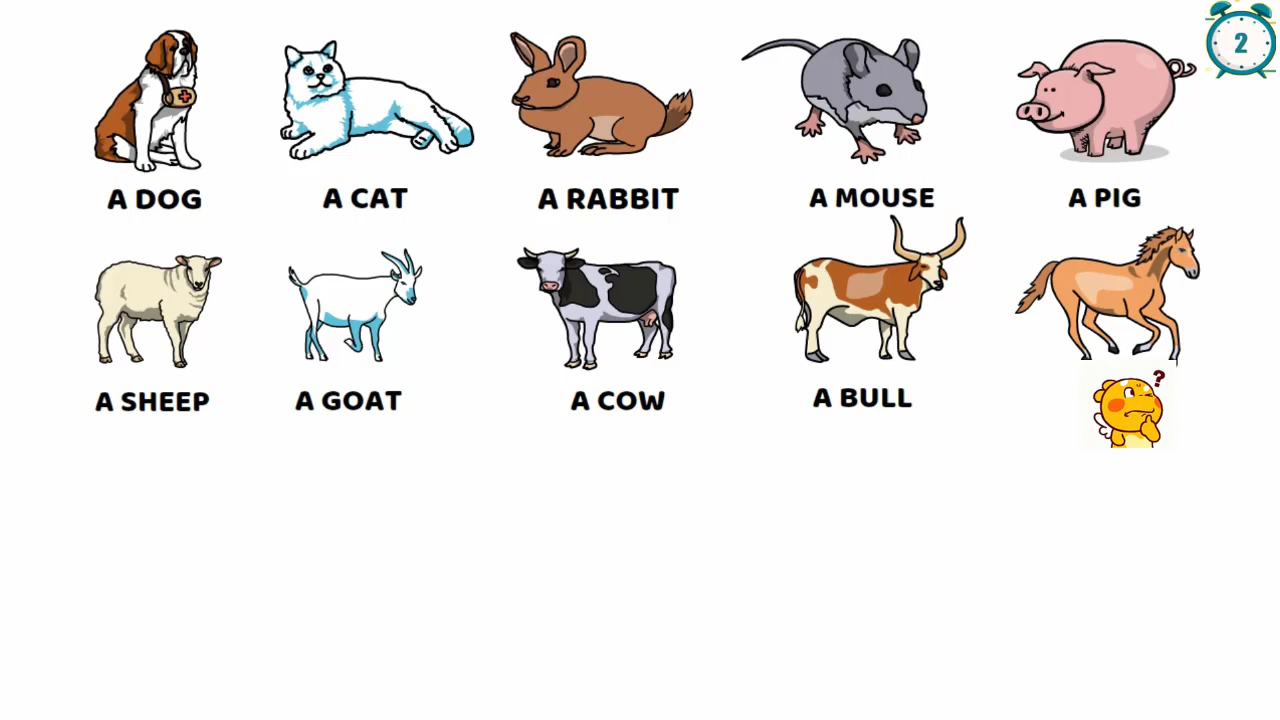 2
A DOG
A CAT
A RABBIT
A MOUSE
A PIG
A SHEEP
A GOAT
A COW
A BULL
?